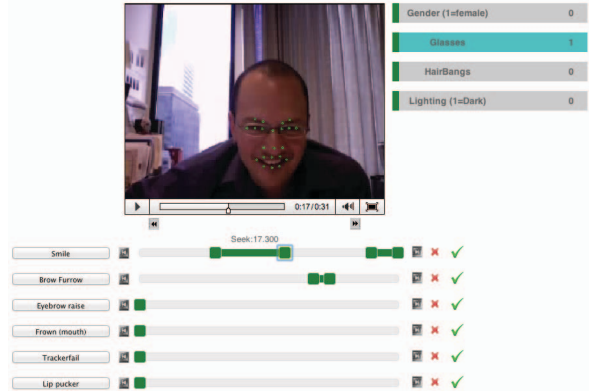 Gender (1=female) 0
Glasses 1
HairBangs 0
Lighting (1=Dark) 0
0:17/0:31
Seek:17.300
Smile
Brow Furrow
Eyebrow raise
Frown (mouth)
Trackerfail
Lip pucker